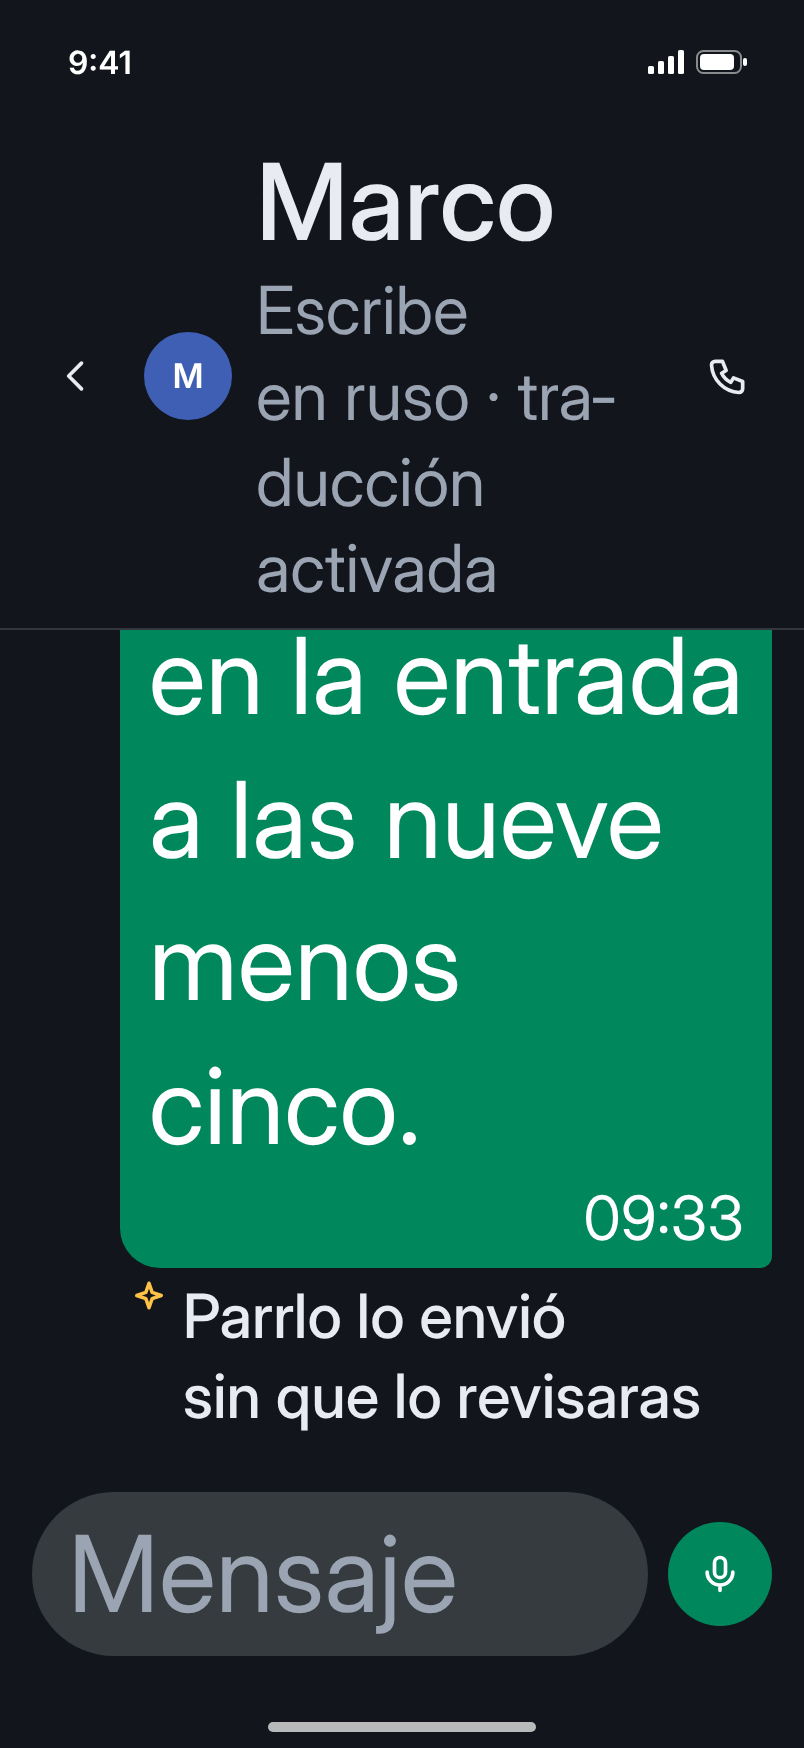 9:41
Marco
Escribe
en ruso · tra-
ducción
activada
M
en la entrada
a las nueve
menos
cinco.
09:33
Parrlo lo envió
sin que lo revisaras
Mensaje